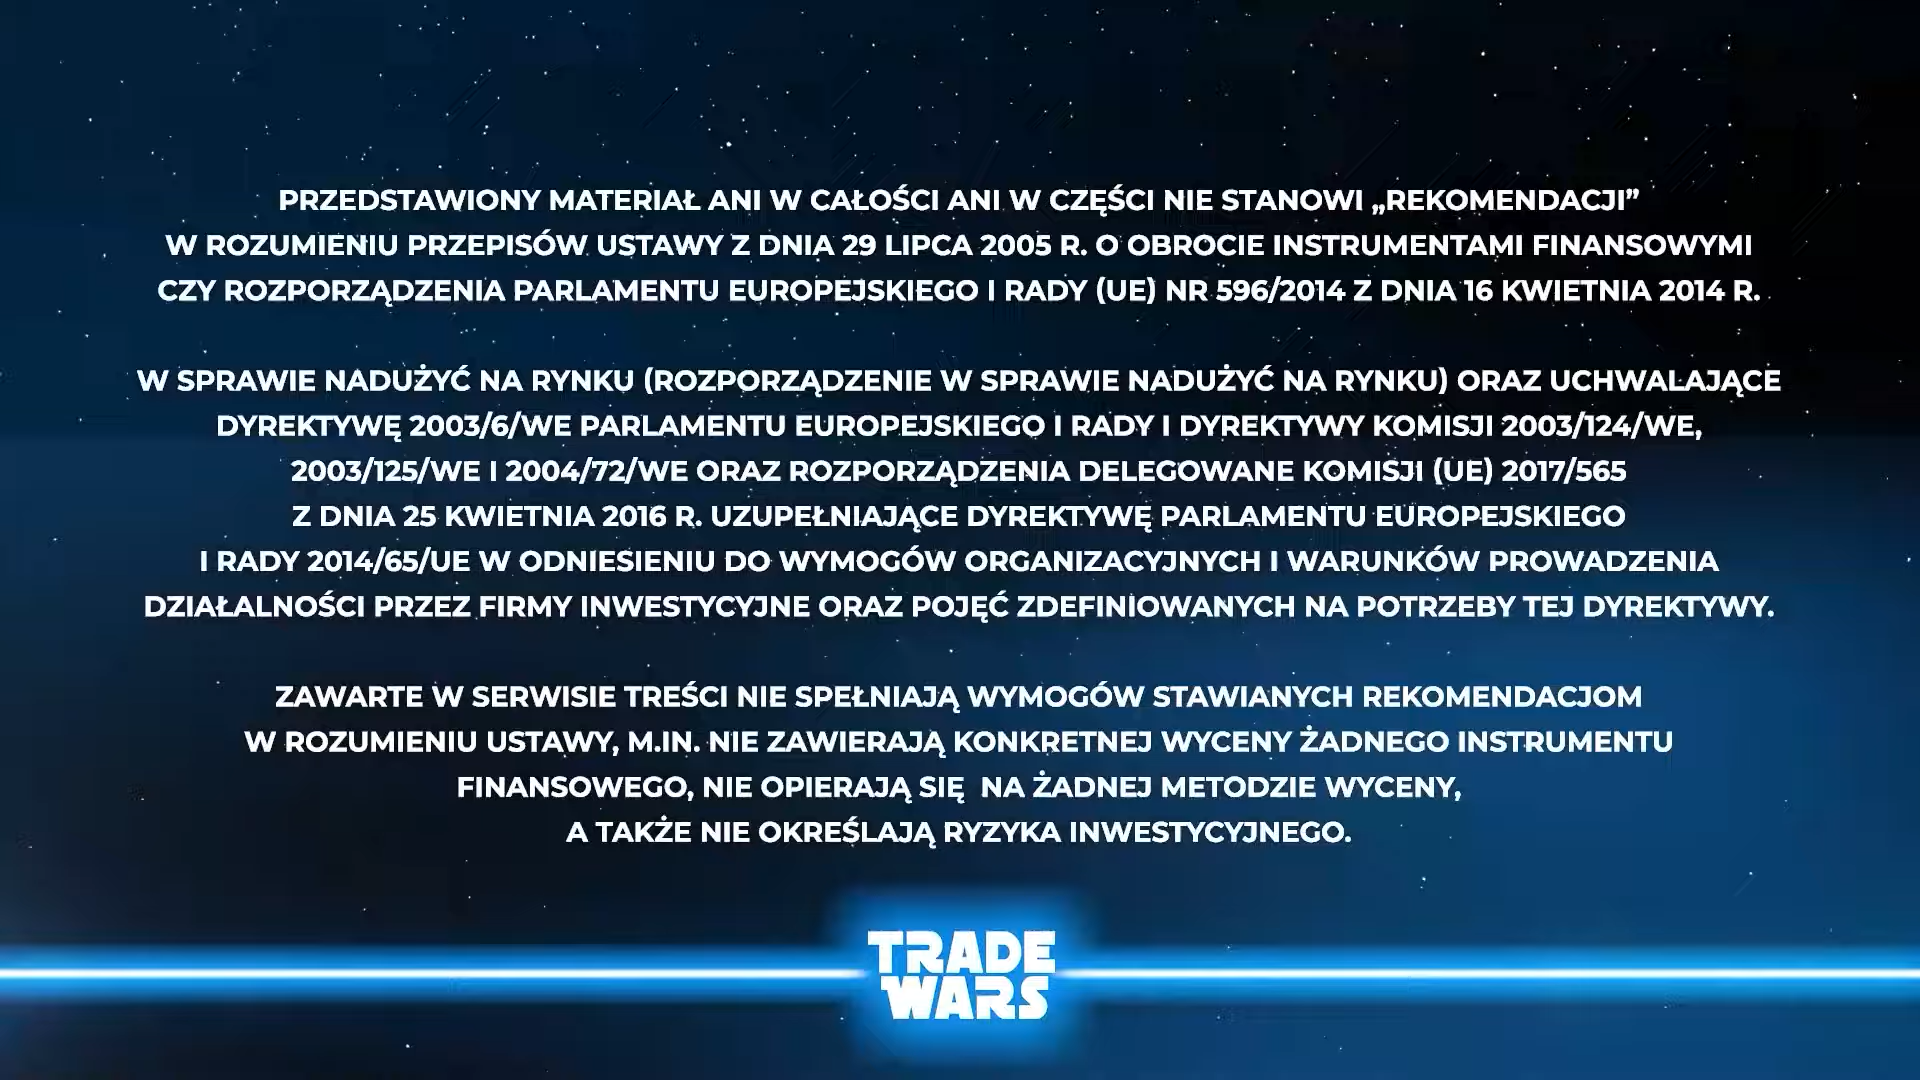 PRZEDSTAWIONY MATERIAŁ ANI W CAŁOŚCI ANI W CZĘŚCI NIE STANOWI „REKOMENDACJI”
W ROZUMIENIU PRZEPISÓW USTAWY Z DNIA 29 LIPCA 2005 R. O OBROCIE INSTRUMENTAMI FINANSOWYMI
CZY ROZPORZĄDZENIA PARLAMENTU EUROPEJSKIEGO I RADY (UE) NR 596/2014 Z DNIA 16 KWIETNIA 2014 R.
W SPRAWIE NADUŻYĆ NA RYNKU (ROZPORZĄDZENIE W SPRAWIE NADUŻYĆ NA RYNKU) ORAZ UCHWALAJĄCE
DYREKTYWĘ 2003/6/WE PARLAMENTU EUROPEJSKIEGO I RADY I DYREKTYWY KOMISJI 2003/124/WE,
2003/125/WE I 2004/72/WE ORAZ ROZPORZĄDZENIA DELEGOWANE KOMISJI (UE) 2017/565
Z DNIA 25 KWIETNIA 2016 R. UZUPEŁNIAJĄCE DYREKTYWĘ PARLAMENTU EUROPEJSKIEGO
I RADY 2014/65/UE W ODNIESIENIU DO WYMOGÓW ORGANIZACYJNYCH I WARUNKÓW PROWADZENIA
DZIAŁALNOŚCI PRZEZ FIRMY INWESTYCYJNE ORAZ POJĘĆ ZDEFINIOWANYCH NA POTRZEBY TEJ DYREKTYWY.
ZAWARTE W SERWISIE TREŚCI NIE SPEŁNIAJĄ WYMOGÓW STAWIANYCH REKOMENDACJOM
W ROZUMIENIU USTAWY, M.IN. NIE ZAWIERAJĄ KONKRETNEJ WYCENY ŻADNEGO INSTRUMENTU
FINANSOWEGO, NIE OPIERAJĄ SIĘ NA ŻADNEJ METODZIE WYCENY,
A TAKŻE NIE OKREŚLAJĄ RYZYKA INWESTYCYJNEGO.
TRADE
WARS